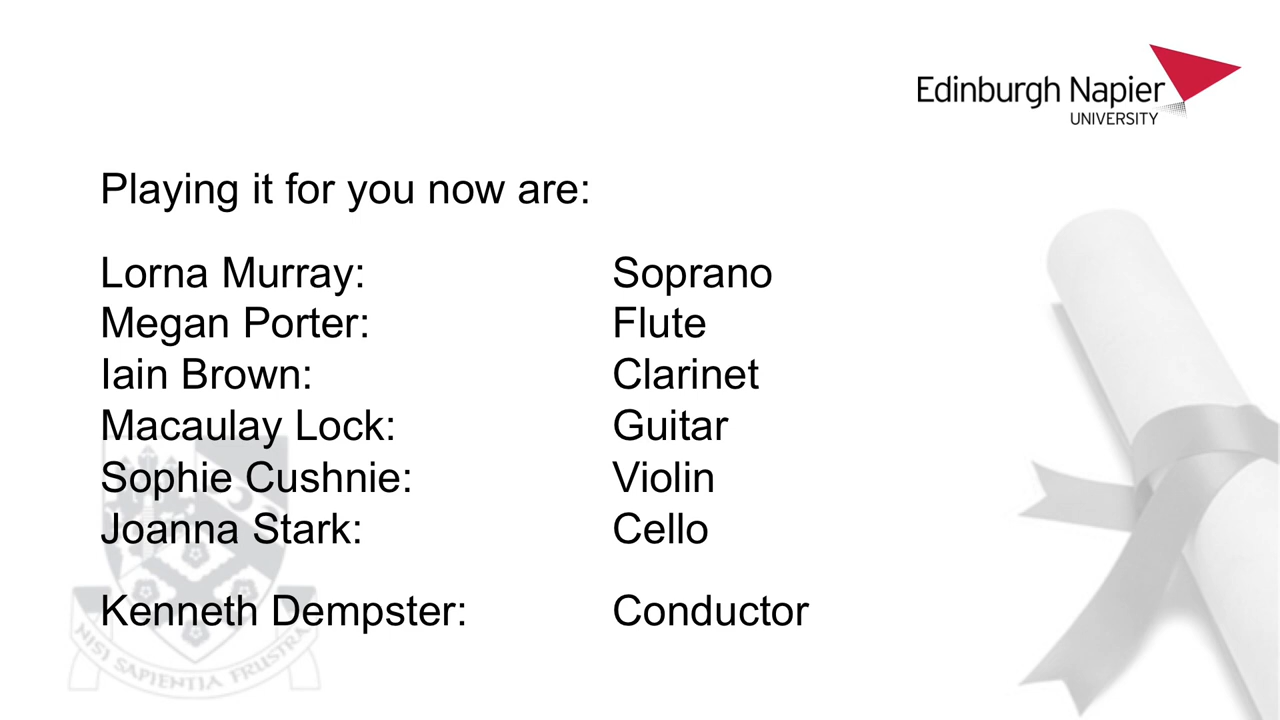 Edinburgh Napier
UNIVERSITY
Playing it for you now are:
Lorna Murray: Soprano
Megan Porter: Flute
Iain Brown: Clarinet
Macaulay Lock: Guitar
Sophie Cushnie: Violin
Joanna Stark: Cello
Kenneth Dempster: Conductor
NISI SAPIENTIA FRUSTRA